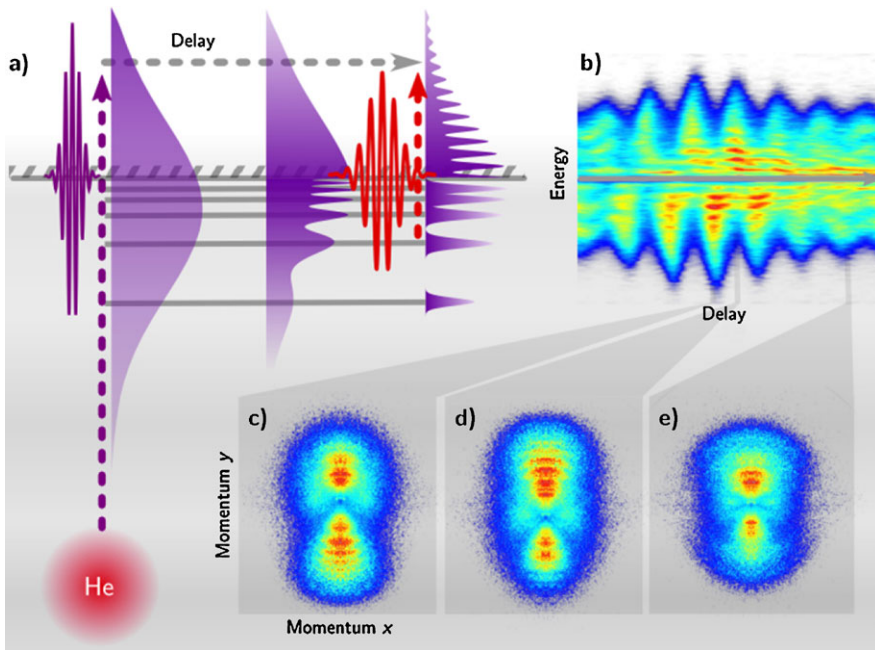 a)
Delay
b)
Energy
Delay
c)
d)
e)
Momentum y
He
Momentum x